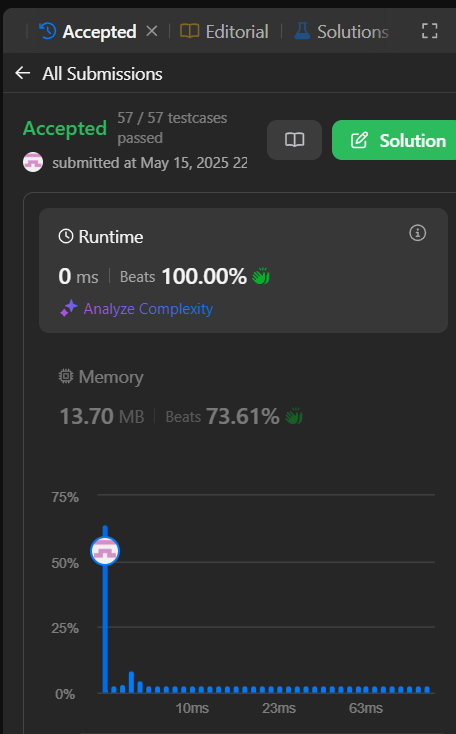 Accepted Editorial Solutions
All Submissions
Accepted 57 / 57 testcases
passed
submitted at May 15, 2025 22
Solution
Runtime
0 ms Beats 100.00%
Analyze Complexity
Memory
13.70 MB Beats 73.61%
75%
50%
25%
0%
10ms 23ms 63ms